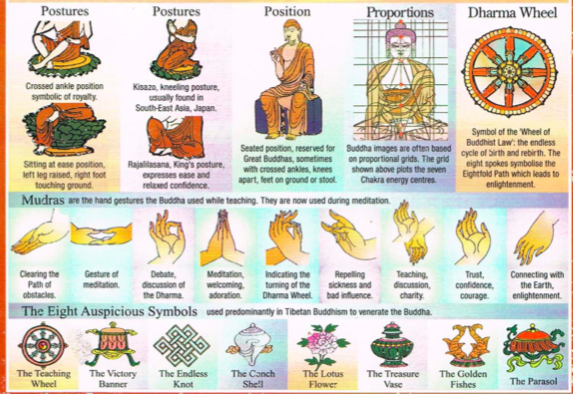 Postures
Crossed ankle position
symbolic of royalty.
Sitting at ease position,
left leg raised, right foot
touching ground.
Postures
Kisazo, kneeling posture,
usually found in
South-East Asia, Japan.
Rajalilasana, King's posture,
expresses ease and
relaxed confidence.
Position
Seated position, reserved for
Great Buddhas, sometimes
with crossed ankles, knees
apart, feet on ground or stool.
Proportions
Buddha images are often based
on proportional grids. The grid
shown above plots the seven
Chakra energy centres.
Dharma Wheel
Symbol of the 'Wheel of
Buddhist Law': the endless
cycle of birth and rebirth. The
eight spokes symbolise the
Eightfold Path which leads to
enlightenment.
Mudras are the hand gestures the Buddha used while teaching. They are now used during meditation.
Clearing the
Path of
obstacles.
Gesture of
meditation.
Debate,
discussion of
the Dharma.
Meditation,
welcoming,
adoration.
Indicating the
turning of the
Dharma Wheel.
Repelling
sickness and
bad influence.
Teaching,
discussion,
charity.
Trust,
confidence,
courage.
Connecting with
the Earth,
enlightenment.
The Eight Auspicious Symbols used predominantly in Tibetan Buddhism to venerate the Buddha.
The Teaching
Wheel
The Victory
Banner
The Endless
Knot
The Conch
Shell
The Lotus
Flower
The Treasure
Vase
The Golden
Fishes
The Parasol